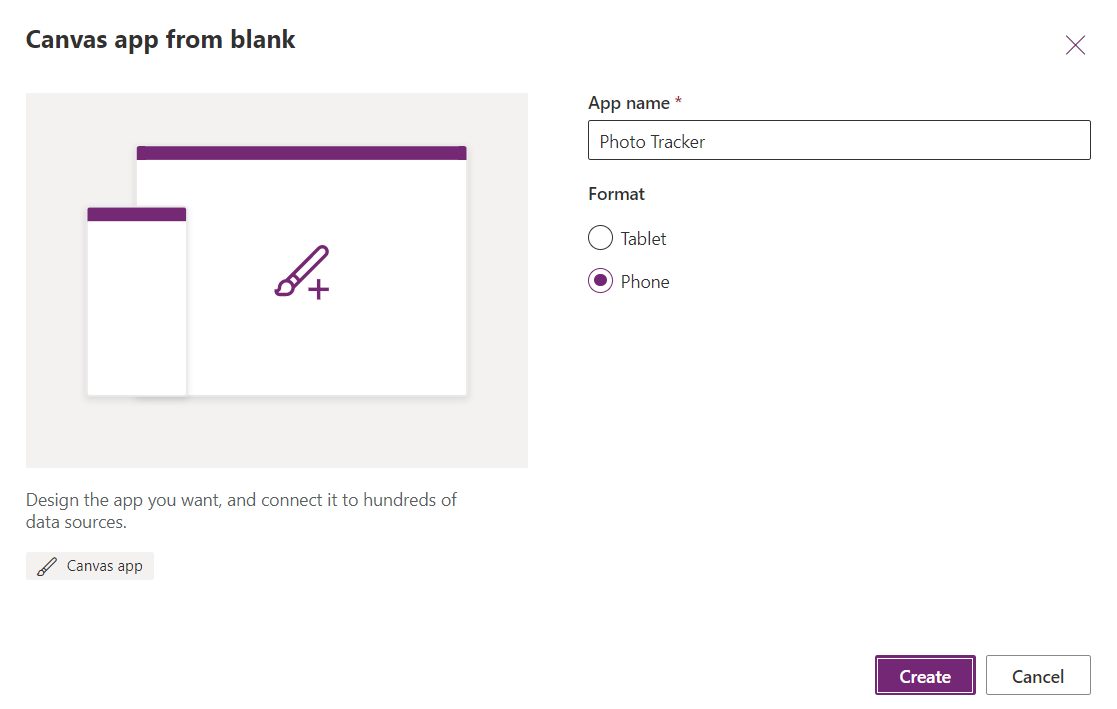 Canvas app from blank
App name *
Photo Tracker
Format
Tablet
Phone
Design the app you want, and connect it to hundreds of
data sources.
Canvas app
Create
Cancel